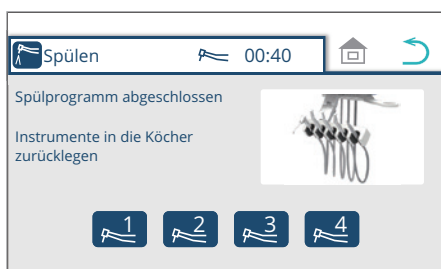 Spülen 00:40
Spülprogramm abgeschlossen
Instrumente in die Köcher
zurücklegen
1 2 3 4